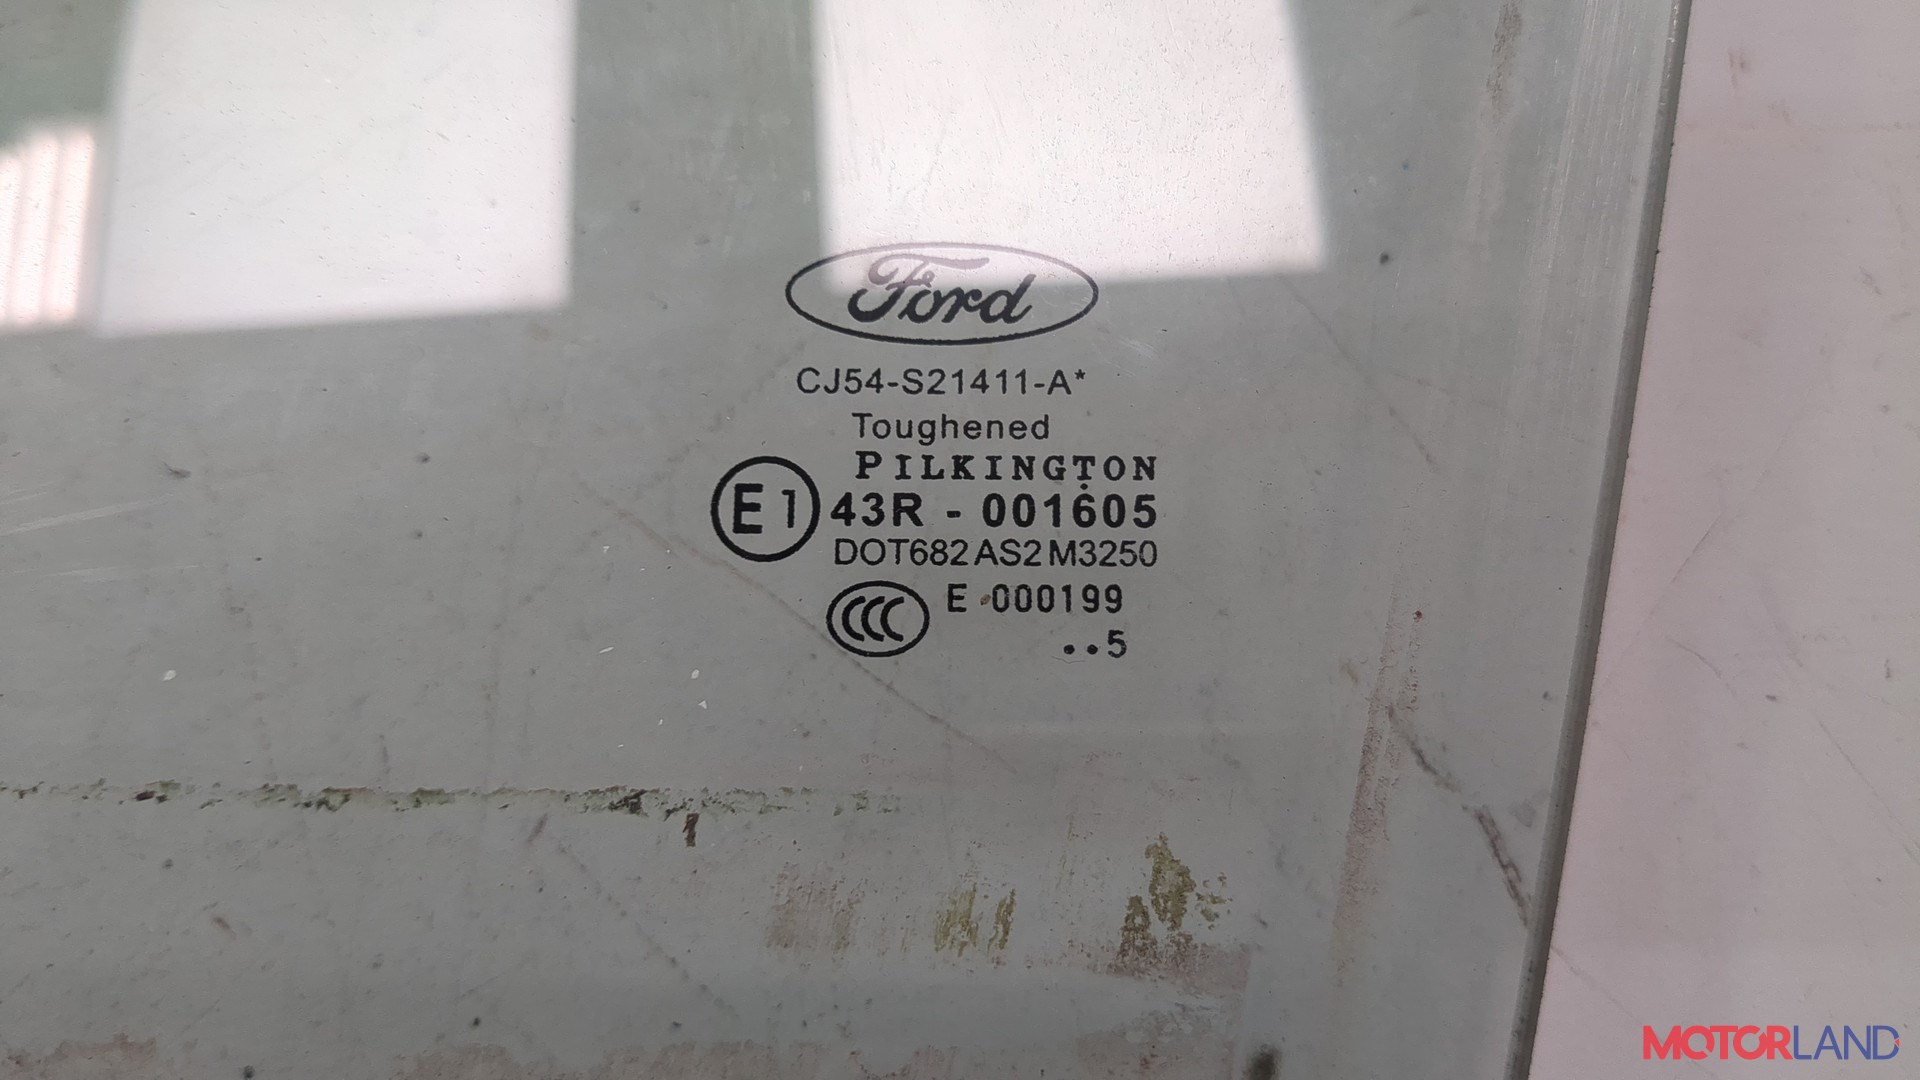 Ford
CJ54-S21411-A*
Toughened
PILKINGTON
E1 43R - 001605
DOT682 AS2 M3250
CCC E 000199
..5
MOTORLAND